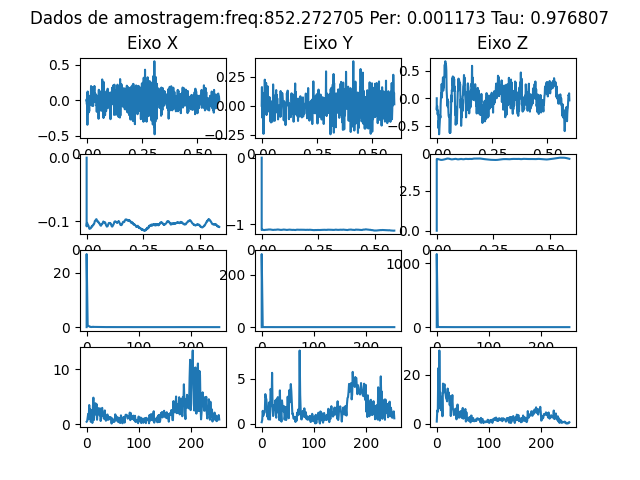 Dados de amostragem:freq:852.272705 Per: 0.001173 Tau: 0.976807
Eixo X Eixo Y Eixo Z
0.5 0.25 0.5
0.0 0.00 0.0
−0.5 −0.25 −0.5
0.00 0.25 0.50 0.00 0.25 0.50 0.00 0.25 0.50
0.0 0 2.5
−0.1 −1 0.0
0.00 0.25 0.50 0.00 0.25 0.50 0.00 0.25 0.50
20 200 1000
0 0 0
0 100 200 0 100 200 0 100 200
10 5 20
0 0 0
0 100 200 0 100 200 0 100 200